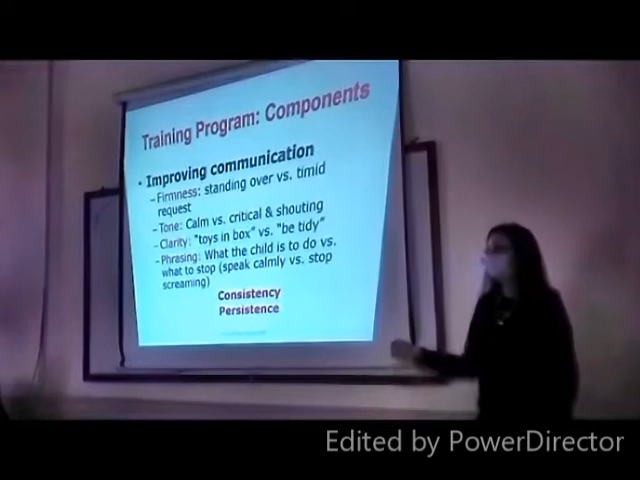 Training Program: Components
• Improving communication
– Firmness: standing over vs. timid
request
– Tone: Calm vs. critical & shouting
– Clarity: "toys in box" vs. "be tidy"
– Phrasing: What the child is to do vs.
what to stop (speak calmly vs. stop
screaming)
Consistency
Persistence
Edited by PowerDirector